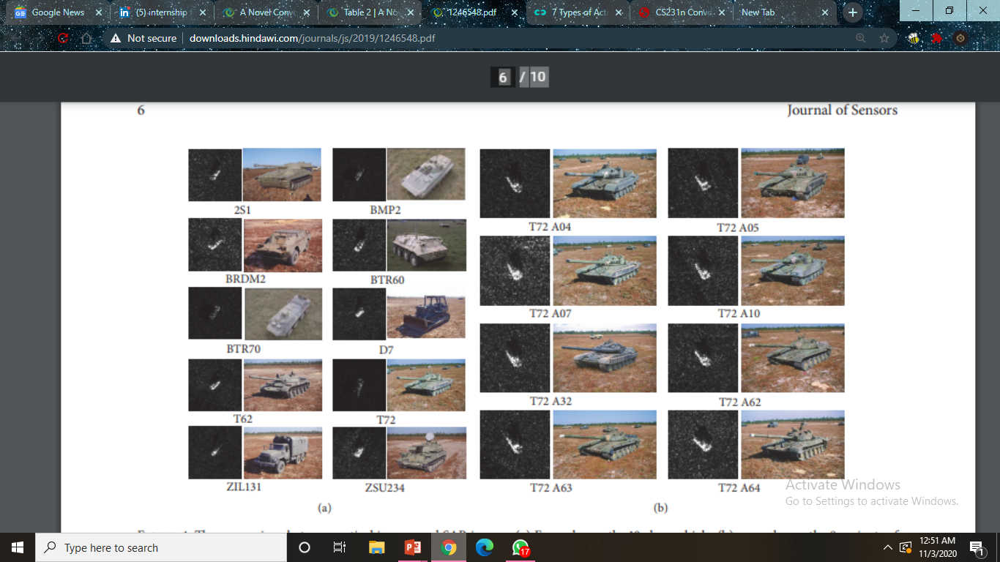 Google News
(5) internship
A Novel Conv
Table 2 | A No
1246548.pdf
7 Types of Act
CS231n Convo
New Tab
Not secure
downloads.hindawi.com/journals/js/2019/1246548.pdf
6 / 10
6
Journal of Sensors
2S1
BMP2
T72 A04
T72 A05
BRDM2
BTR60
T72 A07
T72 A10
BTR70
D7
T72 A32
T72 A62
T62
T72
ZIL131
ZSU234
T72 A63
T72 A64
(a)
(b)
Activate Windows
Go to Settings to activate Windows.
Type here to search
17
12:51 AM
11/3/2020
1